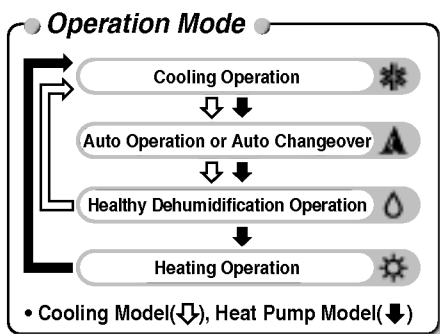 Operation Mode
Cooling Operation
Auto Operation or Auto Changeover
Healthy Dehumidification Operation
Heating Operation
• Cooling Model(⇩), Heat Pump Model(🡇)